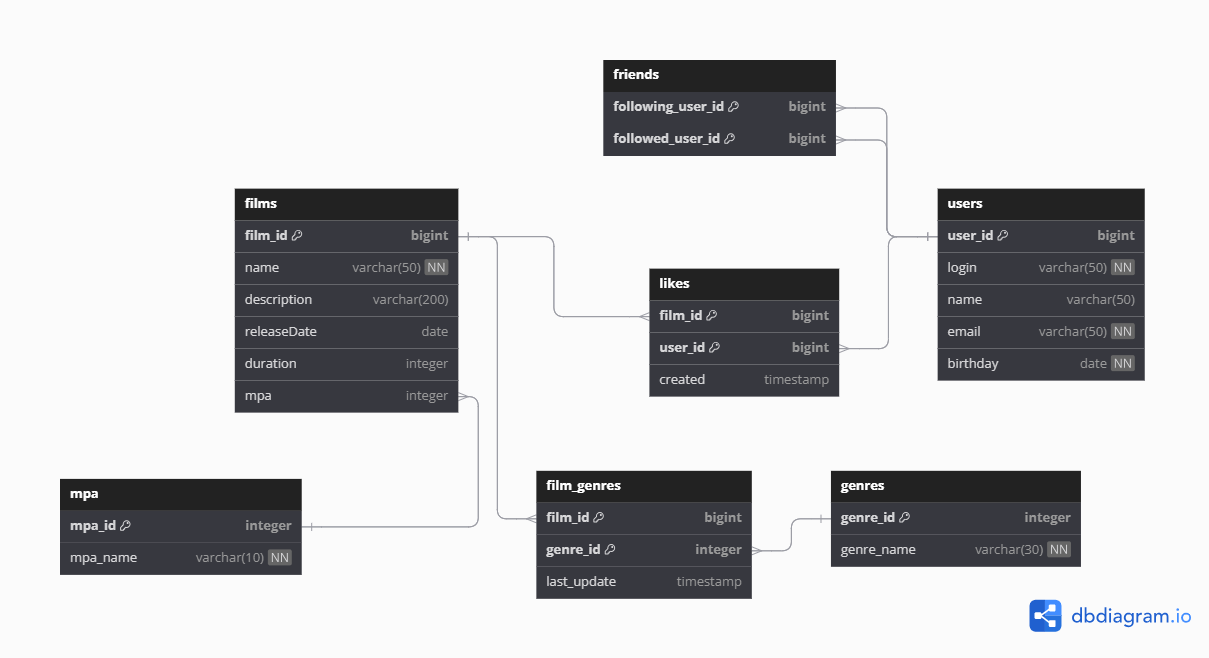 friends
following_user_id bigint
followed_user_id bigint
films
film_id bigint
name varchar(50) NN
description varchar(200)
releaseDate date
duration integer
mpa integer
users
user_id bigint
login varchar(50) NN
name varchar(50)
email varchar(50) NN
birthday date NN
likes
film_id bigint
user_id bigint
created timestamp
mpa
mpa_id integer
mpa_name varchar(10) NN
film_genres
film_id bigint
genre_id integer
last_update timestamp
genres
genre_id integer
genre_name varchar(30) NN
dbdiagram.io